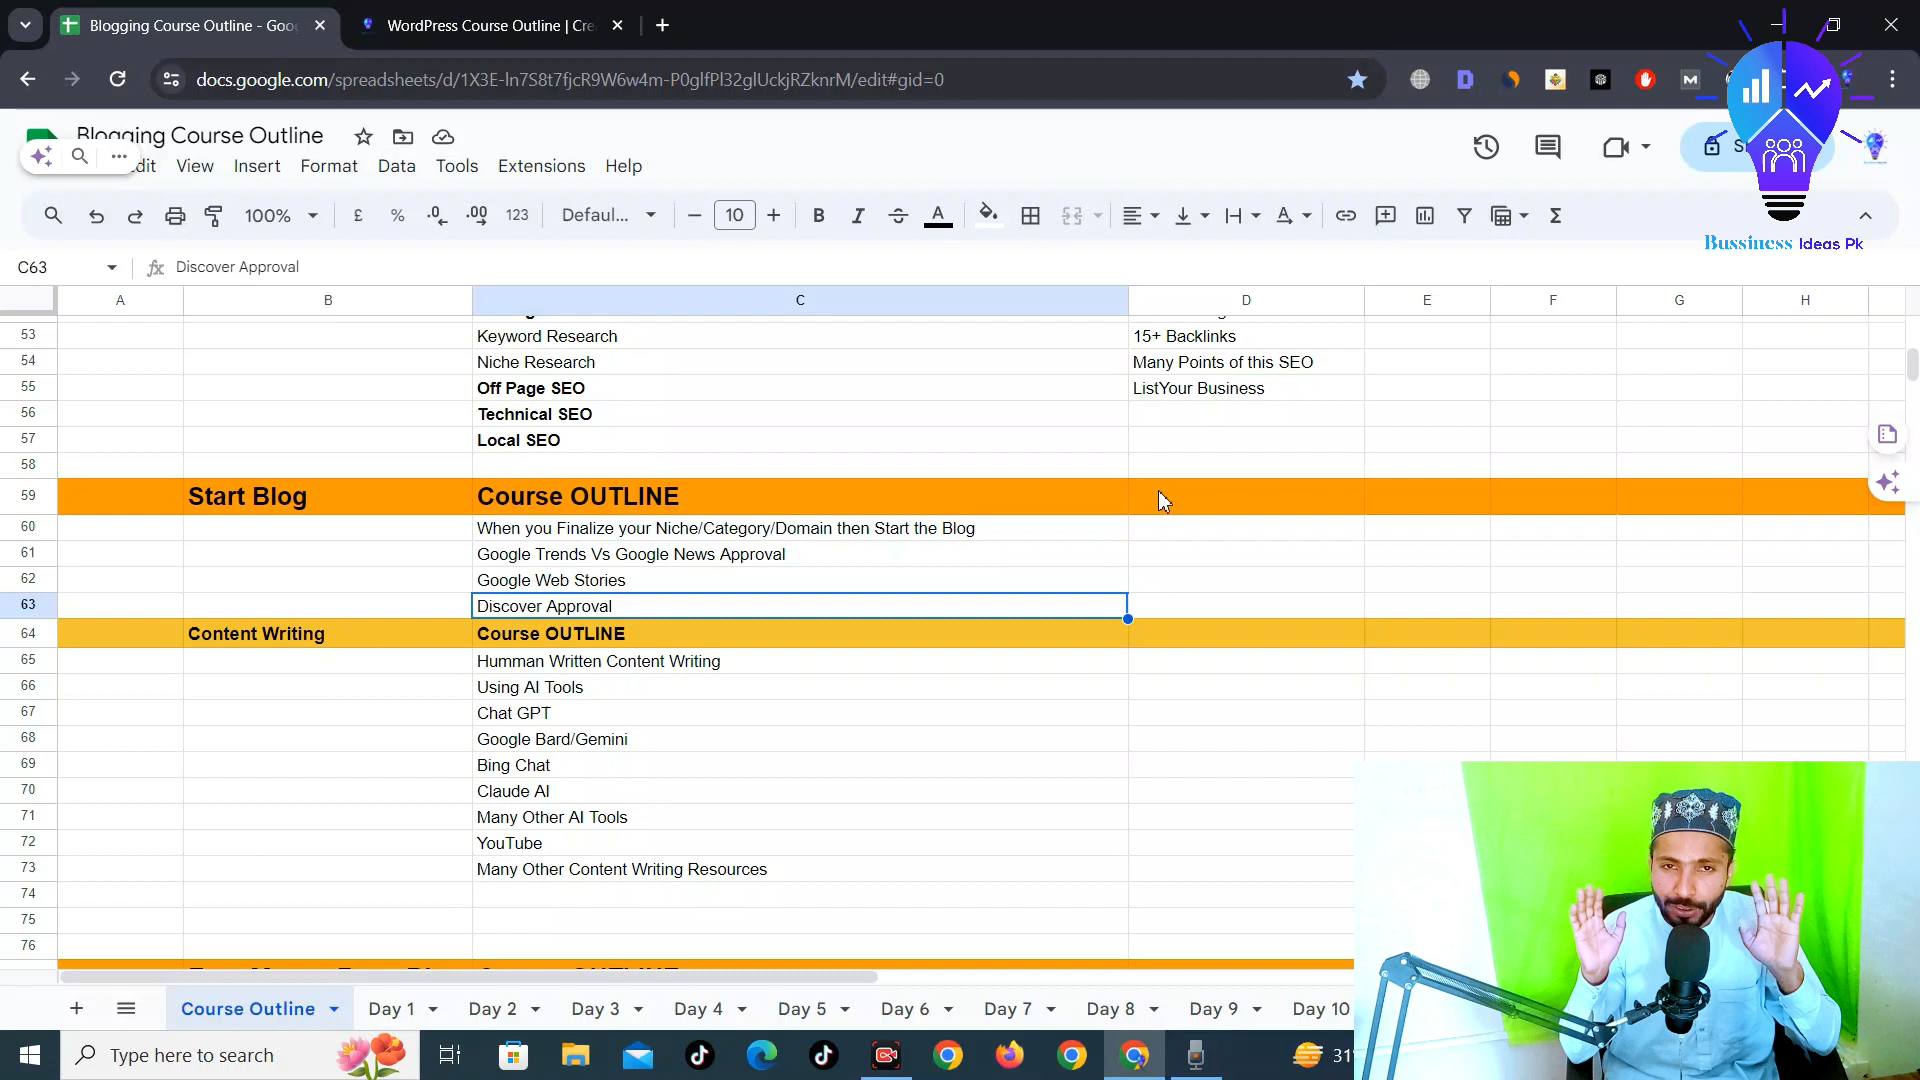 Blogging Course Outline - Goo
WordPress Course Outline | Cre
docs.google.com/spreadsheets/d/1X3E-ln7S8t7fjcR9W6w4m-P0glfPl32glUckjRZknrM/edit#gid=0
Blogging Course Outline
dit View Insert Format Data Tools Extensions Help
Bussiness Ideas Pk
100% £ % .0 .00 123 Defaul... 10 B I A
C63 fx Discover Approval
A B C D E F G H
53 Keyword Research 15+ Backlinks
54 Niche Research Many Points of this SEO
55 Off Page SEO ListYour Business
56 Technical SEO
57 Local SEO
58
59 Start Blog Course OUTLINE
60 When you Finalize your Niche/Category/Domain then Start the Blog
61 Google Trends Vs Google News Approval
62 Google Web Stories
63 Discover Approval
64 Content Writing Course OUTLINE
65 Humman Written Content Writing
66 Using AI Tools
67 Chat GPT
68 Google Bard/Gemini
69 Bing Chat
70 Claude AI
71 Many Other AI Tools
72 YouTube
73 Many Other Content Writing Resources
74
75
76
Course Outline Day 1 Day 2 Day 3 Day 4 Day 5 Day 6 Day 7 Day 8 Day 9 Day 10
Type here to search